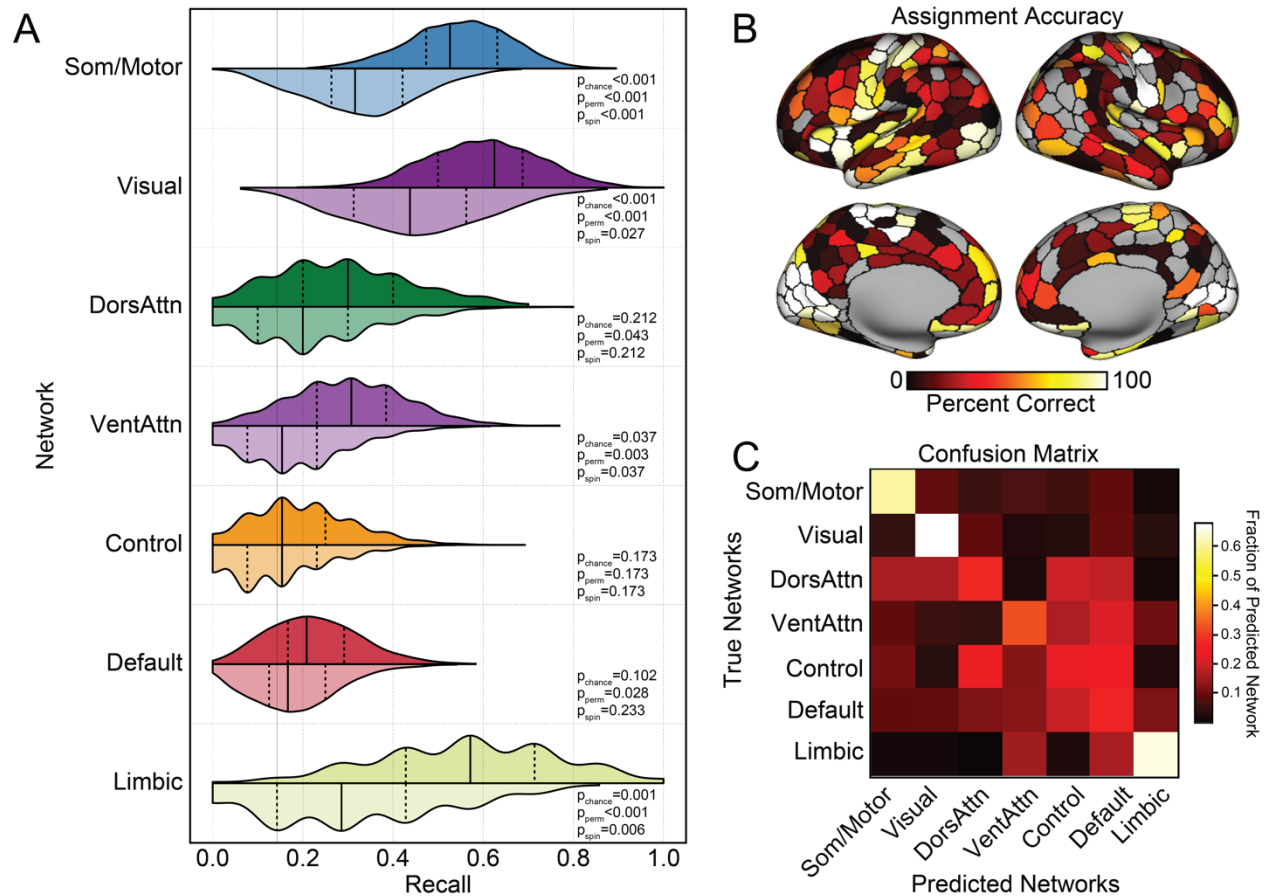 A
Som/Motor
pchance<0.001
pperm<0.001
pspin<0.001
Visual
pchance<0.001
pperm<0.001
pspin=0.027
DorsAttn
pchance=0.212
pperm=0.043
pspin=0.212
VentAttn
pchance=0.037
pperm=0.003
pspin=0.037
Control
pchance=0.173
pperm=0.173
pspin=0.173
Default
pchance=0.102
pperm=0.028
pspin=0.233
Limbic
pchance=0.001
pperm<0.001
pspin=0.006
Network
0.0 0.2 0.4 0.6 0.8 1.0
Recall
B
Assignment Accuracy
0 100
Percent Correct
C
Confusion Matrix
Som/Motor
Visual
DorsAttn
VentAttn
Control
Default
Limbic
True Networks
Som/Motor
Visual
DorsAttn
VentAttn
Control
Default
Limbic
Predicted Networks
0.6
0.5
0.4
0.3
0.2
0.1
Fraction of Predicted Network